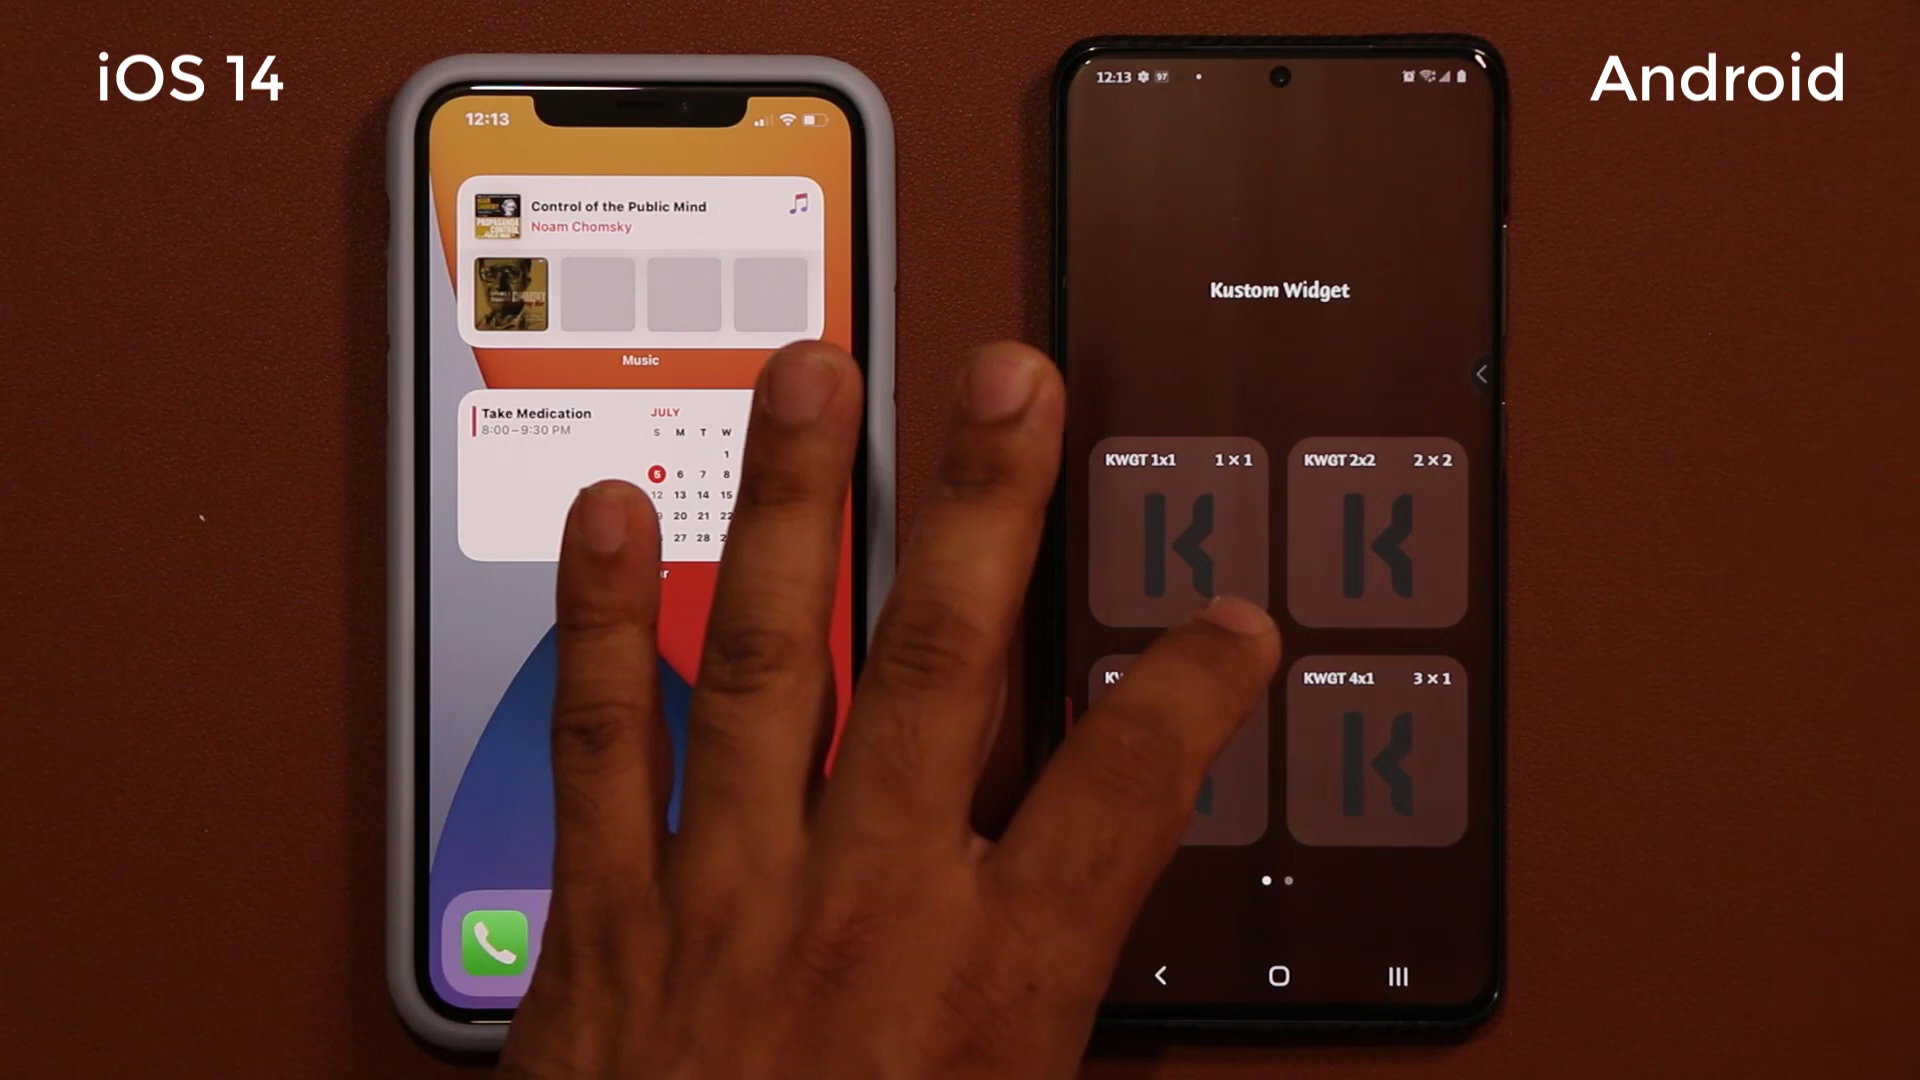 iOS 14
Android
12:13
Control of the Public Mind
Noam Chomsky
Music
Take Medication
8:00–9:30 PM
JULY
S M T W
1
5 6 7 8
12 13 14 15
20 21 22
27 28
12:13 97
Kustom Widget
KWGT 1x1 1 × 1
KWGT 2x2 2 × 2
KWGT 4x1 3 × 1